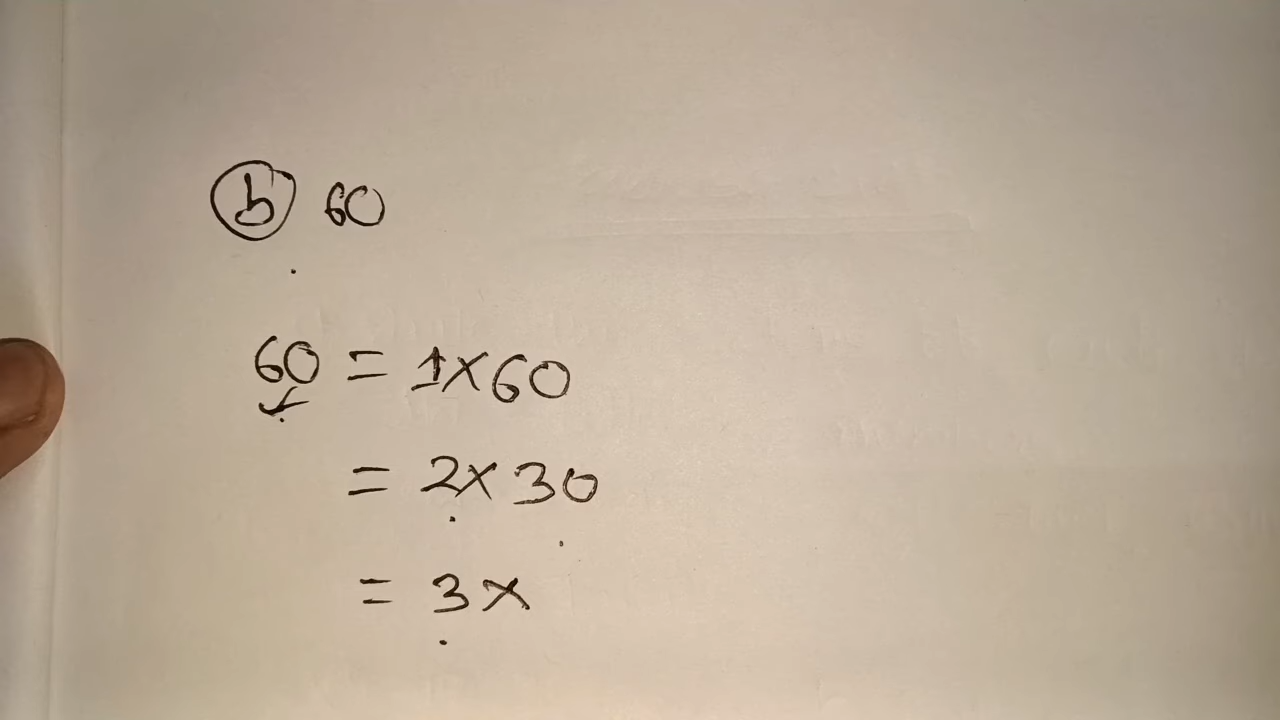 b 60
60 = 1×60
= 2×30
= 3×